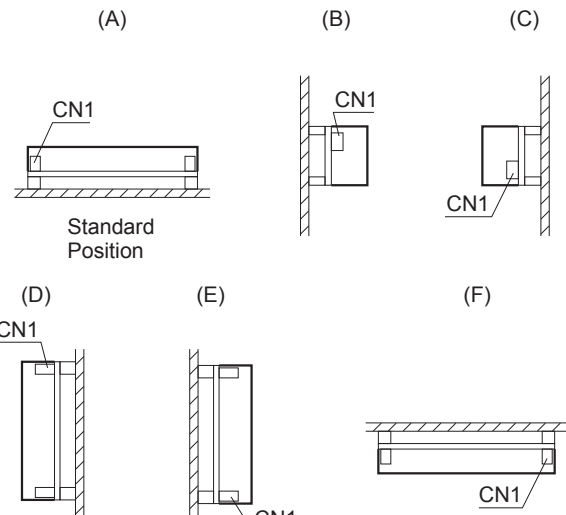 (A) (B) (C)
CN1
CN1
CN1
Standard
Position
(D) (E) (F)
CN1
CN1
CN1